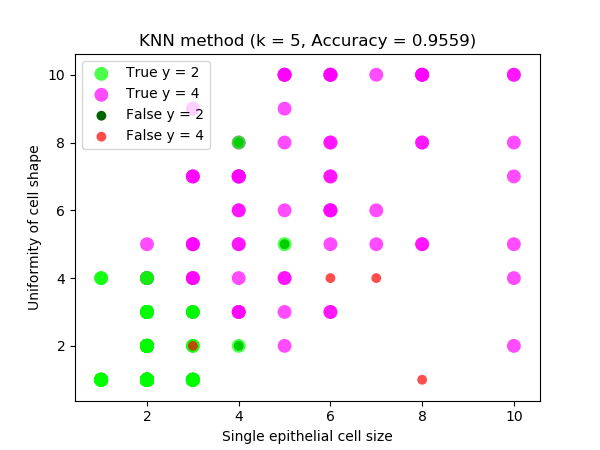 KNN method (k = 5, Accuracy = 0.9559)
True y = 2
True y = 4
False y = 2
False y = 4
10
8
6
4
2
Uniformity of cell shape
2 4 6 8 10
Single epithelial cell size